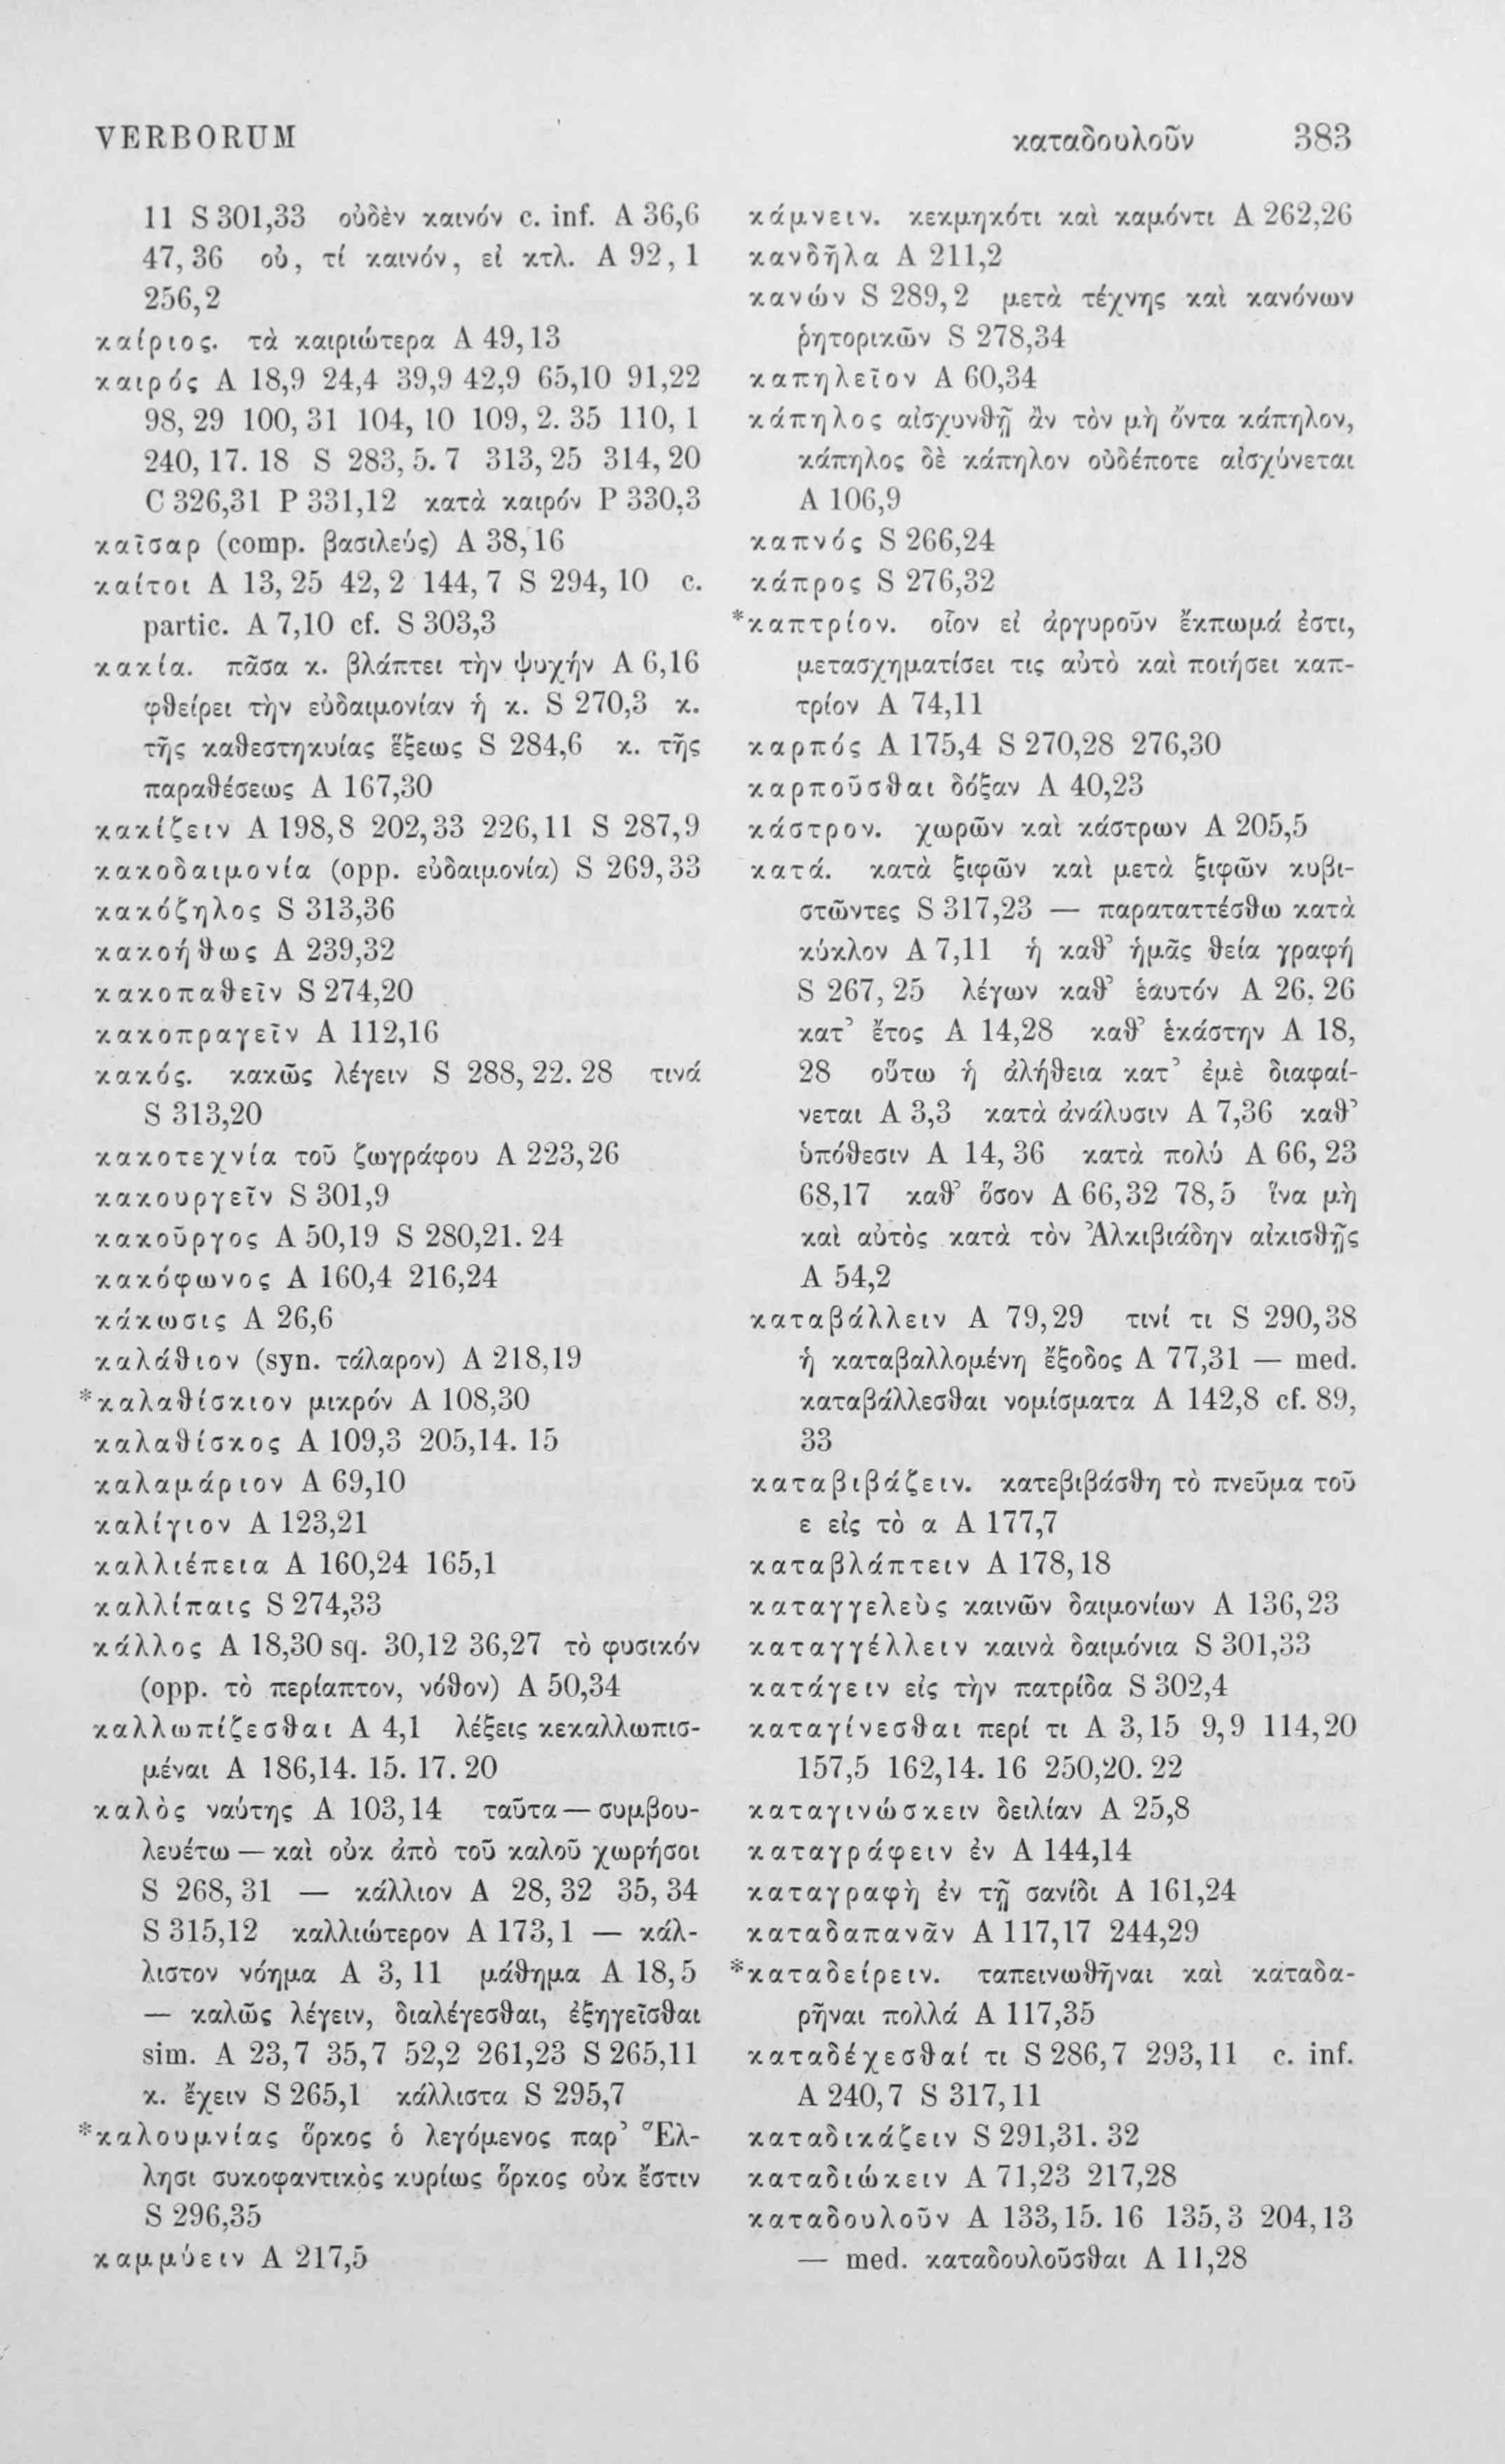 VERBORUM
καταδουλοῦν 383
11 S 301,33 οὐδὲν καινόν c. inf. A 36,6
47,36 οὐ, τί καινόν, εἰ κτλ. A 92,1
256,2
καίριος. τὰ καιριώτερα A 49,13
καιρός A 18,9 24,4 39,9 42,9 65,10 91,22
98,29 100,31 104,10 109,2. 35 110,1
240,17. 18 S 283,5. 7 313,25 314,20
C 326,31 P 331,12 κατὰ καιρόν P 330,3
καῖσαρ (comp. βασιλεύς) A 38,16
καίτοι A 13,25 42,2 144,7 S 294,10 c.
partic. A 7,10 cf. S 303,3
κακία. πᾶσα κ. βλάπτει τὴν ψυχήν A 6,16
φθείρει τὴν εὐδαιμονίαν ἡ κ. S 270,3 κ.
τῆς καθεστηκυίας ἕξεως S 284,6 κ. τῆς
παραθέσεως A 167,30
κακίζειν A 198,8 202,33 226,11 S 287,9
κακοδαιμονία (opp. εὐδαιμονία) S 269,33
κακόζηλος S 313,36
κακοήθως A 239,32
κακοπαθεῖν S 274,20
κακοπραγεῖν A 112,16
κακός. κακῶς λέγειν S 288,22. 28 τινά
S 313,20
κακοτεχνία τοῦ ζωγράφου A 223,26
κακουργεῖν S 301,9
κακοῦργος A 50,19 S 280,21. 24
κακόφωνος A 160,4 216,24
κάκωσις A 26,6
καλάθιον (syn. τάλαρον) A 218,19
*καλαθίσκιον μικρόν A 108,30
καλαθίσκος A 109,3 205,14. 15
καλαμάριον A 69,10
καλίγιον A 123,21
καλλιέπεια A 160,24 165,1
καλλίπαις S 274,33
κάλλος A 18,30 sq. 30,12 36,27 τὸ φυσικόν
(opp. τὸ περίαπτον, νόθον) A 50,34
καλλωπίζεσθαι A 4,1 λέξεις κεκαλλωπισ-
μέναι A 186,14. 15. 17. 20
καλὸς ναύτης A 103,14 ταῦτα — συμβου-
λευέτω — καὶ οὐκ ἀπὸ τοῦ καλοῦ χωρήσοι
S 268,31 — κάλλιον A 28,32 35,34
S 315,12 καλλιώτερον A 173,1 — κάλ-
λιστον νόημα A 3,11 μάθημα A 18,5
— καλῶς λέγειν, διαλέγεσθαι, ἐξηγεῖσθαι
sim. A 23,7 35,7 52,2 261,23 S 265,11
κ. ἔχειν S 265,1 κάλλιστα S 295,7
*καλουμνίας ὅρκος ὁ λεγόμενος παρ’ Ἕλ-
λησι συκοφαντικὸς κυρίως ὅρκος οὐκ ἔστιν
S 296,35
καμμύειν A 217,5
κάμνειν. κεκμηκότι καὶ καμόντι A 262,26
κανδῆλα A 211,2
κανών S 289,2 μετὰ τέχνης καὶ κανόνων
ῥητορικῶν S 278,34
καπηλεῖον A 60,34
κάπηλος αἰσχυνθῇ ἂν τὸν μὴ ὄντα κάπηλον,
κάπηλος δὲ κάπηλον οὐδέποτε αἰσχύνεται
A 106,9
καπνός S 266,24
κάπρος S 276,32
*καπτρίον. οἷον εἰ ἀργυροῦν ἔκπωμά ἐστι,
μετασχηματίσει τις αὐτὸ καὶ ποιήσει καπ-
τρίον A 74,11
καρπός A 175,4 S 270,28 276,30
καρποῦσθαι δόξαν A 40,23
κάστρον. χωρῶν καὶ κάστρων A 205,5
κατά. κατὰ ξιφῶν καὶ μετὰ ξιφῶν κυβι-
στῶντες S 317,23 — παραταττέσθω κατὰ
κύκλον A 7,11 ἡ καθ’ ἡμᾶς θεία γραφή
S 267,25 λέγων καθ’ ἑαυτόν A 26,26
κατ’ ἔτος A 14,28 καθ’ ἑκάστην A 18,
28 οὕτω ἡ ἀλήθεια κατ’ ἐμὲ διαφαί-
νεται A 3,3 κατὰ ἀνάλυσιν A 7,36 καθ’
ὑπόθεσιν A 14,36 κατὰ πολύ A 66,23
68,17 καθ’ ὅσον A 66,32 78,5 ἵνα μὴ
καὶ αὐτὸς κατὰ τὸν Ἀλκιβιάδην αἰκισθῇς
A 54,2
καταβάλλειν A 79,29 τινί τι S 290,38
ἡ καταβαλλομένη ἔξοδος A 77,31 — med.
καταβάλλεσθαι νομίσματα A 142,8 cf. 89,
33
καταβιβάζειν. κατεβιβάσθη τὸ πνεῦμα τοῦ
ε εἰς τὸ α A 177,7
καταβλάπτειν A 178,18
καταγγελεὺς καινῶν δαιμονίων A 136,23
καταγγέλλειν καινὰ δαιμόνια S 301,33
κατάγειν εἰς τὴν πατρίδα S 302,4
καταγίνεσθαι περί τι A 3,15 9,9 114,20
157,5 162,14. 16 250,20. 22
καταγινώσκειν δειλίαν A 25,8
καταγράφειν ἐν A 144,14
καταγραφὴ ἐν τῇ σανίδι A 161,24
καταδαπανᾶν A 117,17 244,29
*καταδείρειν. ταπεινωθῆναι καὶ καταδα-
ρῆναι πολλά A 117,35
καταδέχεσθαί τι S 286,7 293,11 c. inf.
A 240,7 S 317,11
καταδικάζειν S 291,31. 32
καταδιώκειν A 71,23 217,28
καταδουλοῦν A 133,15. 16 135,3 204,13
— med. καταδουλοῦσθαι A 11,28